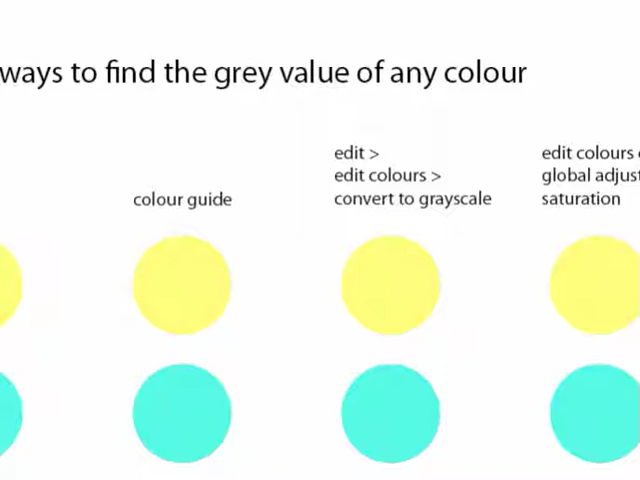 ways to find the grey value of any colour
colour guide
edit >
edit colours >
convert to grayscale
edit colours
global adjust
saturation